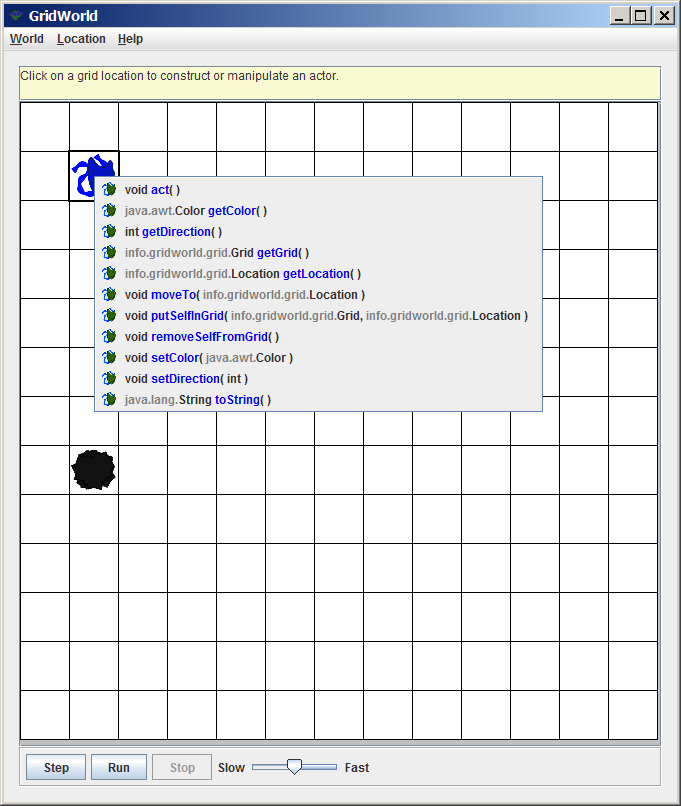 GridWorld
World Location Help
Click on a grid location to construct or manipulate an actor.
void act( )
java.awt.Color getColor( )
int getDirection( )
info.gridworld.grid.Grid getGrid( )
info.gridworld.grid.Location getLocation( )
void moveTo( info.gridworld.grid.Location )
void putSelfInGrid( info.gridworld.grid.Grid, info.gridworld.grid.Location )
void removeSelfFromGrid( )
void setColor( java.awt.Color )
void setDirection( int )
java.lang.String toString( )
Step Run Stop Slow Fast